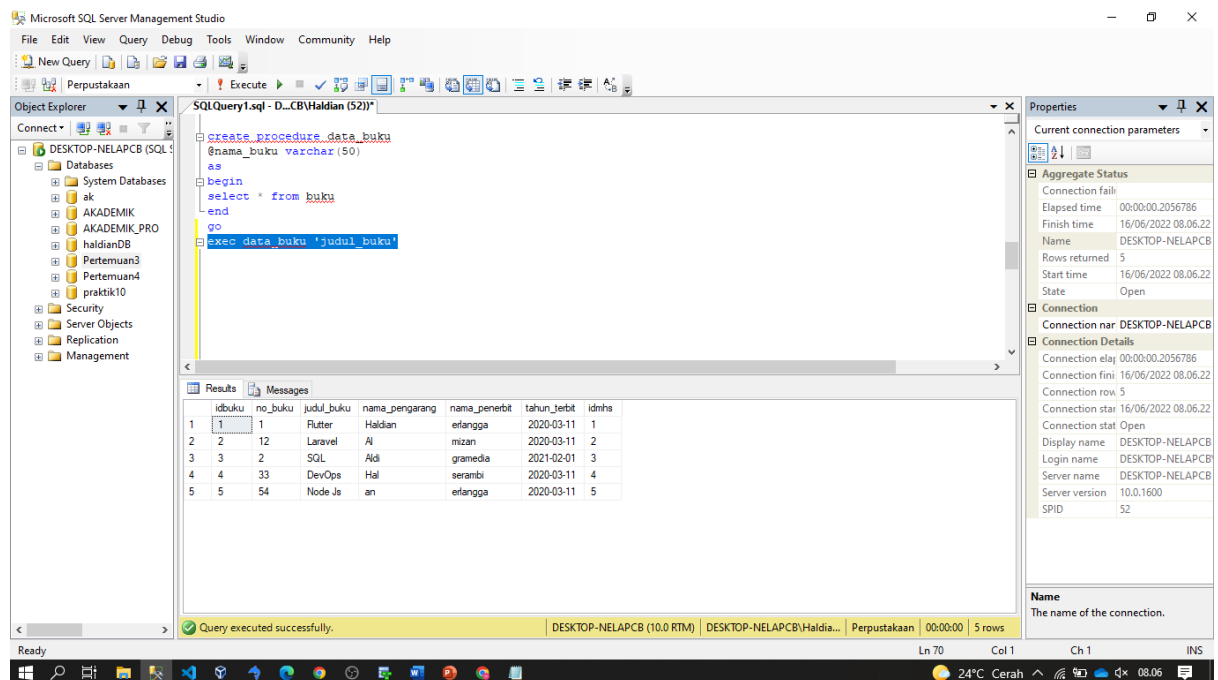 Microsoft SQL Server Management Studio
File Edit View Query Debug Tools Window Community Help
New Query
Perpustakaan Execute
Object Explorer
Connect
DESKTOP-NELAPCB (SQL S
Databases
System Databases
ak
AKADEMIK
AKADEMIK_PRO
haldianDB
Pertemuan3
Pertemuan4
praktik10
Security
Server Objects
Replication
Management
SQLQuery1.sql - D...CB\Haldian (52))*
create procedure data_buku
@nama_buku varchar(50)
as
begin
select * from buku
end
go
exec data_buku 'judul_buku'
Results Messages
idbuku no_buku judul_buku nama_pengarang nama_penerbit tahun_terbit idmhs
1 1 1 Flutter Haldian erlangga 2020-03-11 1
2 2 12 Laravel Al mizan 2020-03-11 2
3 3 2 SQL Aldi gramedia 2021-02-01 3
4 4 33 DevOps Hal serambi 2020-03-11 4
5 5 54 Node Js an erlangga 2020-03-11 5
Query executed successfully. DESKTOP-NELAPCB (10.0 RTM) DESKTOP-NELAPCB\Haldia... Perpustakaan 00:00:00 5 rows
Properties
Current connection parameters
Aggregate Status
Connection failu
Elapsed time 00:00:00.2056786
Finish time 16/06/2022 08.06.22
Name DESKTOP-NELAPCB
Rows returned 5
Start time 16/06/2022 08.06.22
State Open
Connection
Connection nar DESKTOP-NELAPCB
Connection Details
Connection elap 00:00:00.2056786
Connection fini 16/06/2022 08.06.22
Connection row 5
Connection star 16/06/2022 08.06.22
Connection stat Open
Display name DESKTOP-NELAPCB
Login name DESKTOP-NELAPCB\
Server name DESKTOP-NELAPCB
Server version 10.0.1600
SPID 52
Name
The name of the connection.
Ready Ln 70 Col 1 Ch 1 INS
24°C Cerah 08.06